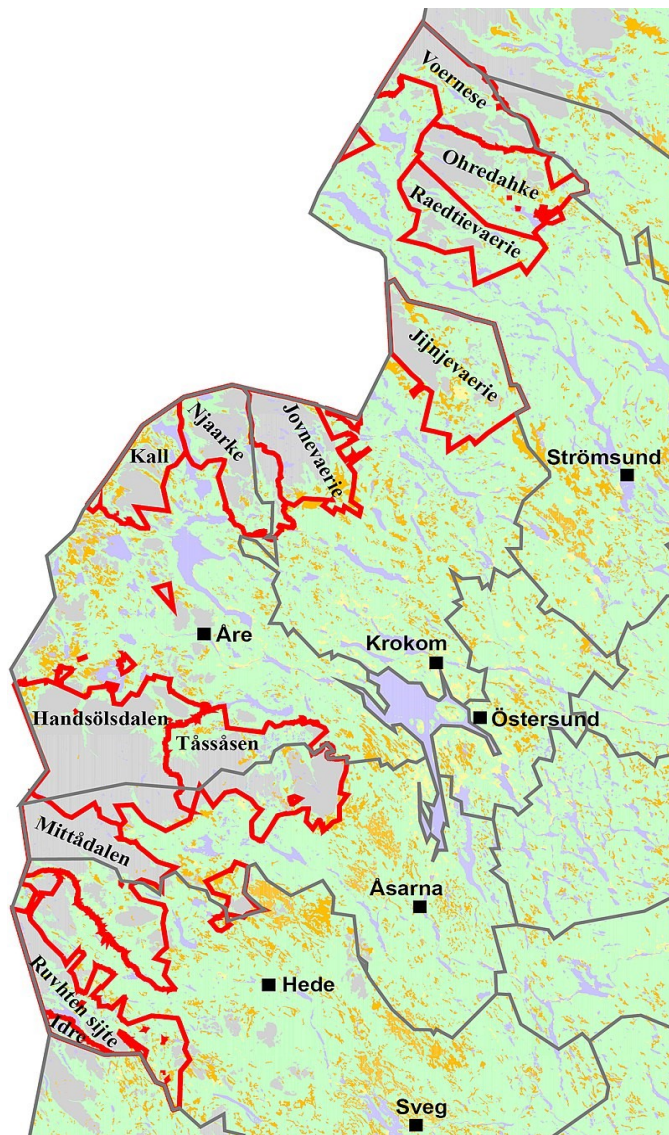 Voernese
Ohredahke
Raedtievaerie
Jijnjevaerie
Jovnevaerie
Njaarke
Kall
Strömsund
Åre
Krokom
Östersund
Handsölsdalen
Tåssåsen
Mittådalen
Åsarna
Hede
Ruvhten sijte
Idre
Sveg